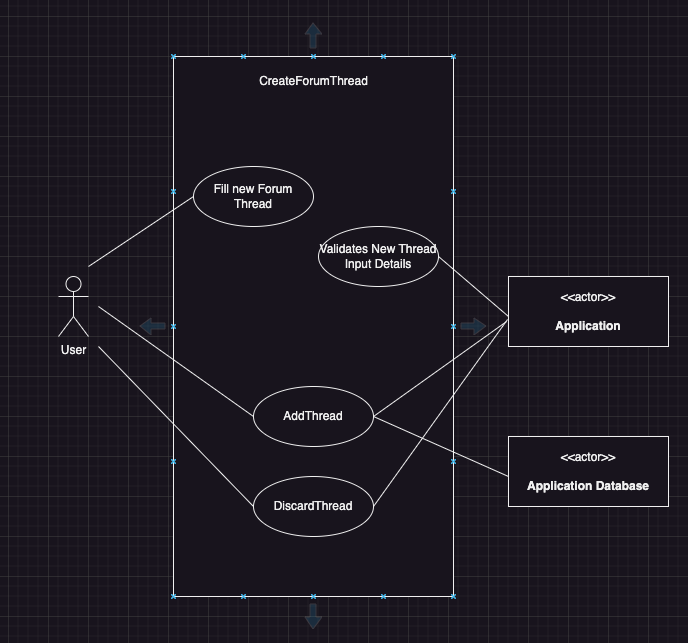 CreateForumThread
Fill new Forum
Thread
Validates New Thread
Input Details
<<actor>>
Application
User
AddThread
<<actor>>
Application Database
DiscardThread